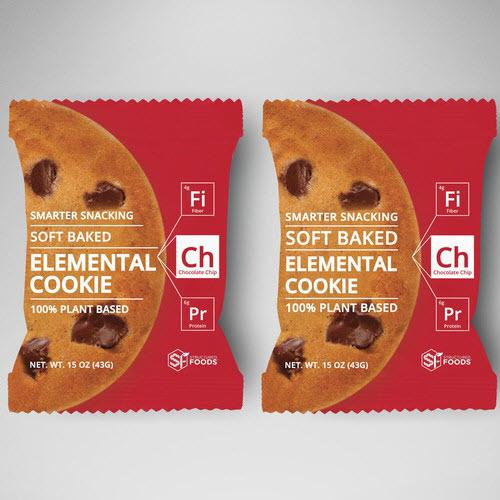 SMARTER SNACKING
SOFT BAKED
ELEMENTAL
COOKIE
100% PLANT BASED
NET. WT. 15 OZ (43G)
4g
Fi
Fiber
Ch
Chocolate Chip
6g
Pr
Protein
SF STRUCTURED
FOODS
SMARTER SNACKING
SOFT BAKED
ELEMENTAL
COOKIE
100% PLANT BASED
NET. WT. 15 OZ (43G)
4g
Fi
Fiber
Ch
Chocolate Chip
6g
Pr
Protein
SF STRUCTURED
FOODS